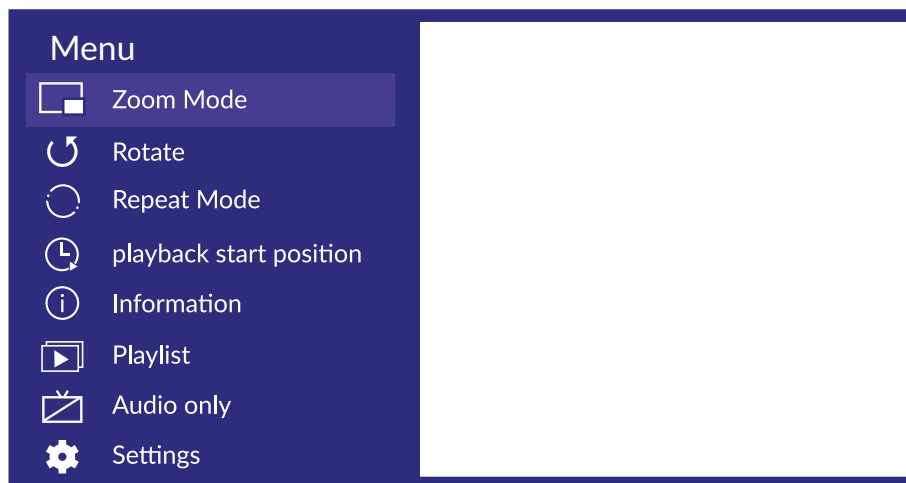 Menu
Zoom Mode
Rotate
Repeat Mode
playback start position
Information
Playlist
Audio only
Settings